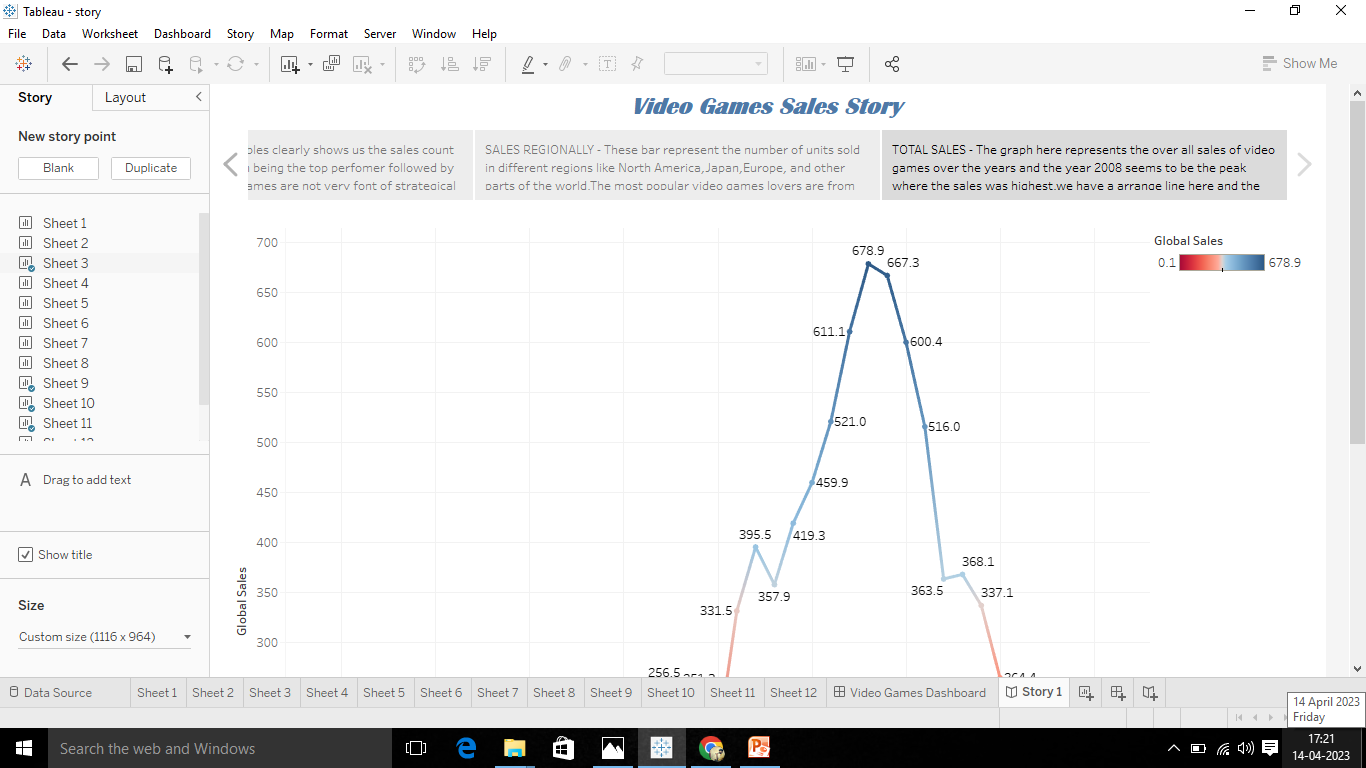 Tableau - story
File Data Worksheet Dashboard Story Map Format Server Window Help
Show Me
Story Layout
New story point
Blank Duplicate
Sheet 1
Sheet 2
Sheet 3
Sheet 4
Sheet 5
Sheet 6
Sheet 7
Sheet 8
Sheet 9
Sheet 10
Sheet 11
A Drag to add text
Show title
Size
Custom size (1116 x 964)
Video Games Sales Story
clearly shows us the sales count
being the top perfomer followed by
are not very font of strategical
SALES REGIONALLY - These bar represent the number of units sold
in different regions like North America,Japan,Europe, and other
parts of the world.The most popular video games lovers are from
TOTAL SALES - The graph here represents the over all sales of video
games over the years and the year 2008 seems to be the peak
where the sales was highest.we have a arrange line here and the
Global Sales
0.1 678.9
700
650
600
550
500
450
400
350
300
Global Sales
678.9
667.3
611.1
600.4
521.0
516.0
459.9
395.5
419.3
368.1
357.9
363.5
337.1
331.5
256.5
Data Source Sheet 1 Sheet 2 Sheet 3 Sheet 4 Sheet 5 Sheet 6 Sheet 7 Sheet 8 Sheet 9 Sheet 10 Sheet 11 Sheet 12 Video Games Dashboard Story 1
14 April 2023
Friday
Search the web and Windows
17:21
14-04-2023